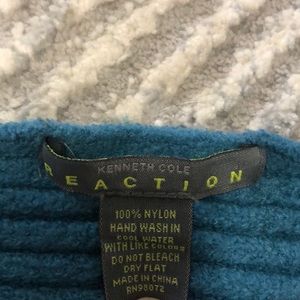 KENNETH COLE
REACTION
100% NYLON
HAND WASH IN
COOL WATER
WITH LIKE COLORS
DO NOT BLEACH
DRY FLAT
MADE IN CHINA
RN98072